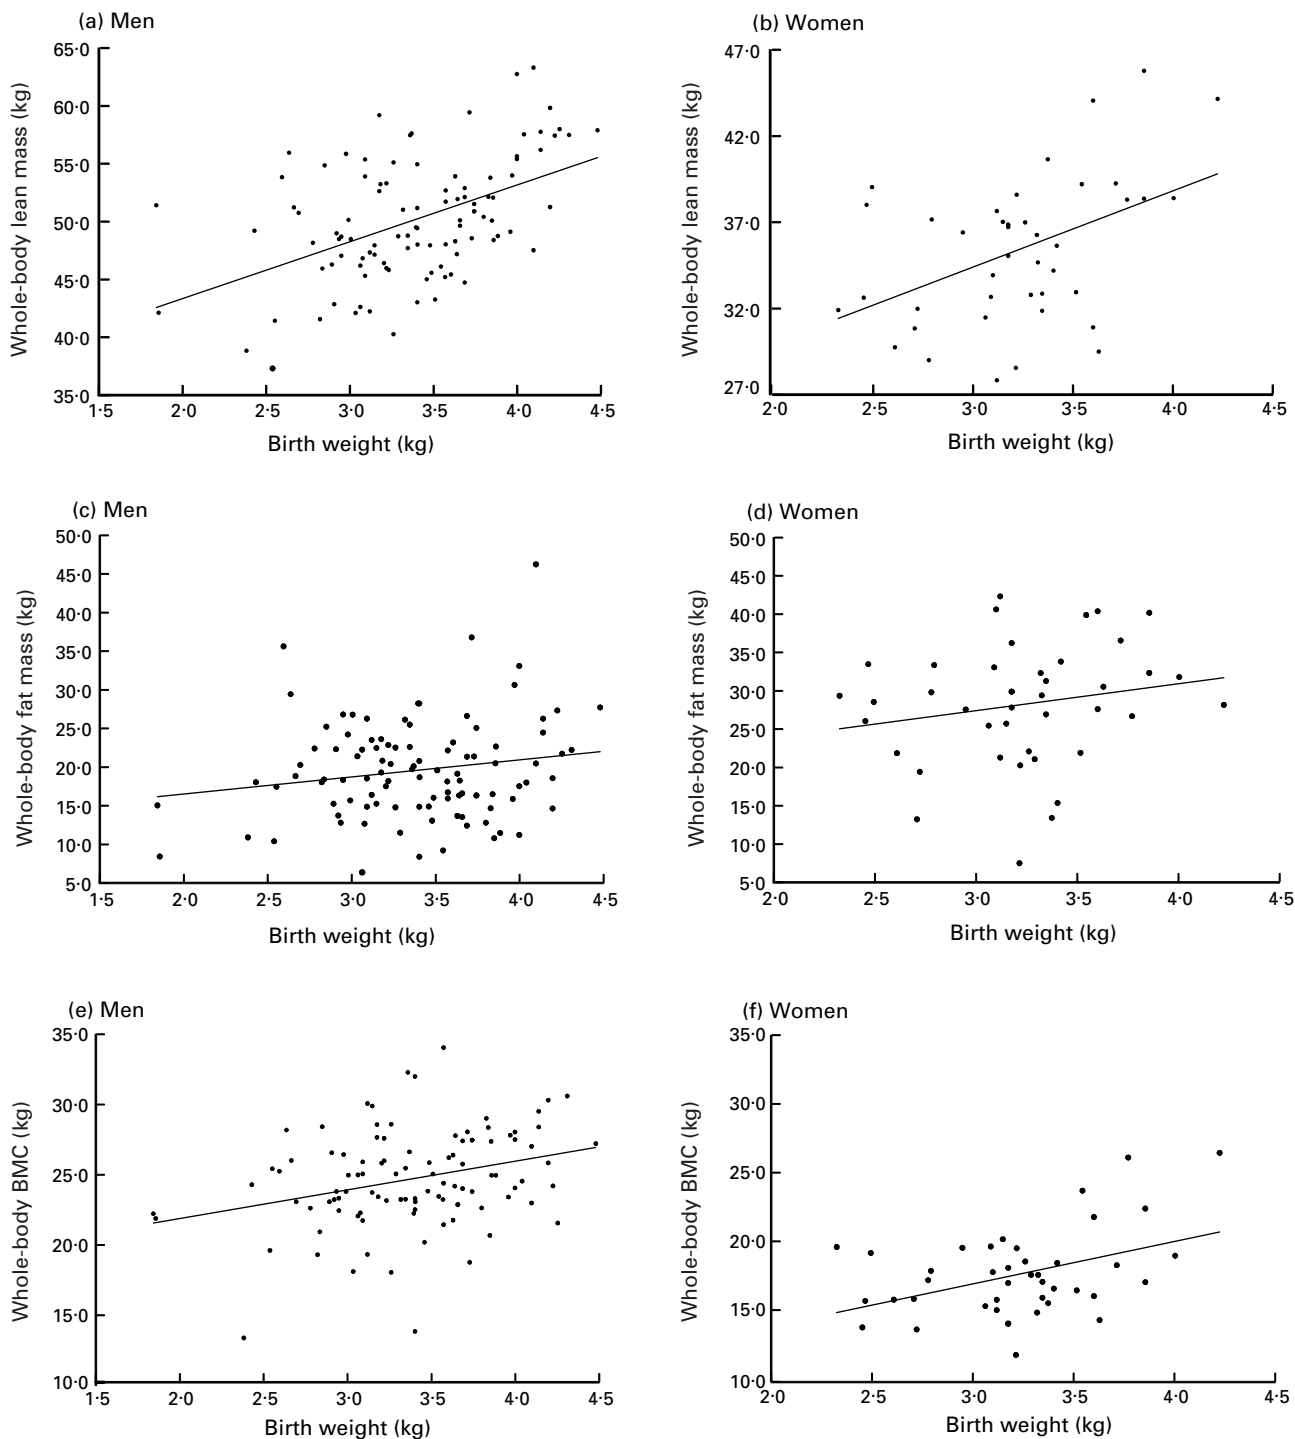 (a) Men
Whole-body lean mass (kg)
65·0
60·0
55·0
50·0
45·0
40·0
35·0
1·5 2·0 2·5 3·0 3·5 4·0 4·5
Birth weight (kg)
(b) Women
Whole-body lean mass (kg)
47·0
42·0
37·0
32·0
27·0
2·0 2·5 3·0 3·5 4·0 4·5
Birth weight (kg)
(c) Men
Whole-body fat mass (kg)
50·0
45·0
40·0
35·0
30·0
25·0
20·0
15·0
10·0
5·0
1·5 2·0 2·5 3·0 3·5 4·0 4·5
Birth weight (kg)
(d) Women
Whole-body fat mass (kg)
50·0
45·0
40·0
35·0
30·0
25·0
20·0
15·0
10·0
5·0
2·0 2·5 3·0 3·5 4·0 4·5
Birth weight (kg)
(e) Men
Whole-body BMC (kg)
35·0
30·0
25·0
20·0
15·0
10·0
1·5 2·0 2·5 3·0 3·5 4·0 4·5
Birth weight (kg)
(f) Women
Whole-body BMC (kg)
35·0
30·0
25·0
20·0
15·0
10·0
2·0 2·5 3·0 3·5 4·0 4·5
Birth weight (kg)